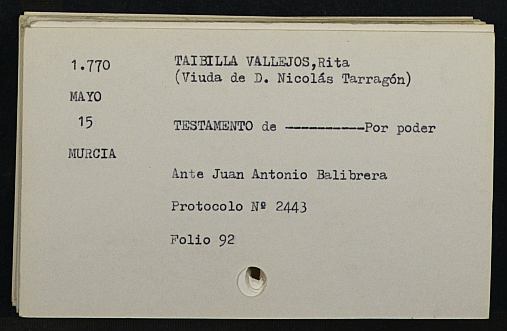 1.770
TAIBILLA VALLEJOS,Rita
(Viuda de D. Nicolás Tarragón)
MAYO
15
TESTAMENTO de ----------Por poder
MURCIA
Ante Juan Antonio Balibrera
Protocolo Nº 2443
Folio 92